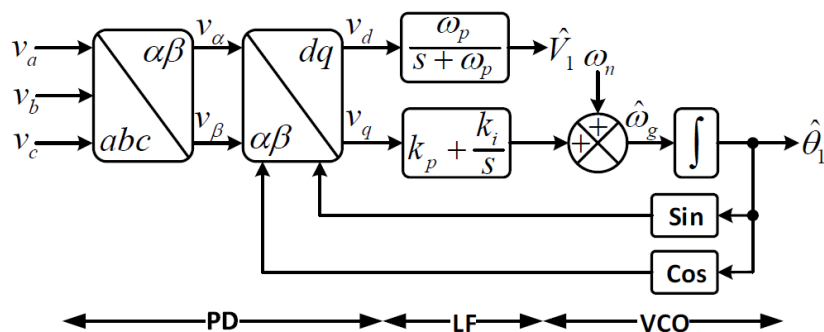 v_a
v_b
v_c
αβ
abc
v_α
v_β
dq
αβ
v_d
v_q
ω_p
s + ω_p
V̂_1
ω_n
k_p + k_i/s
+
+
ω̂_g
∫
θ̂_1
Sin
Cos
PD
LF
VCO